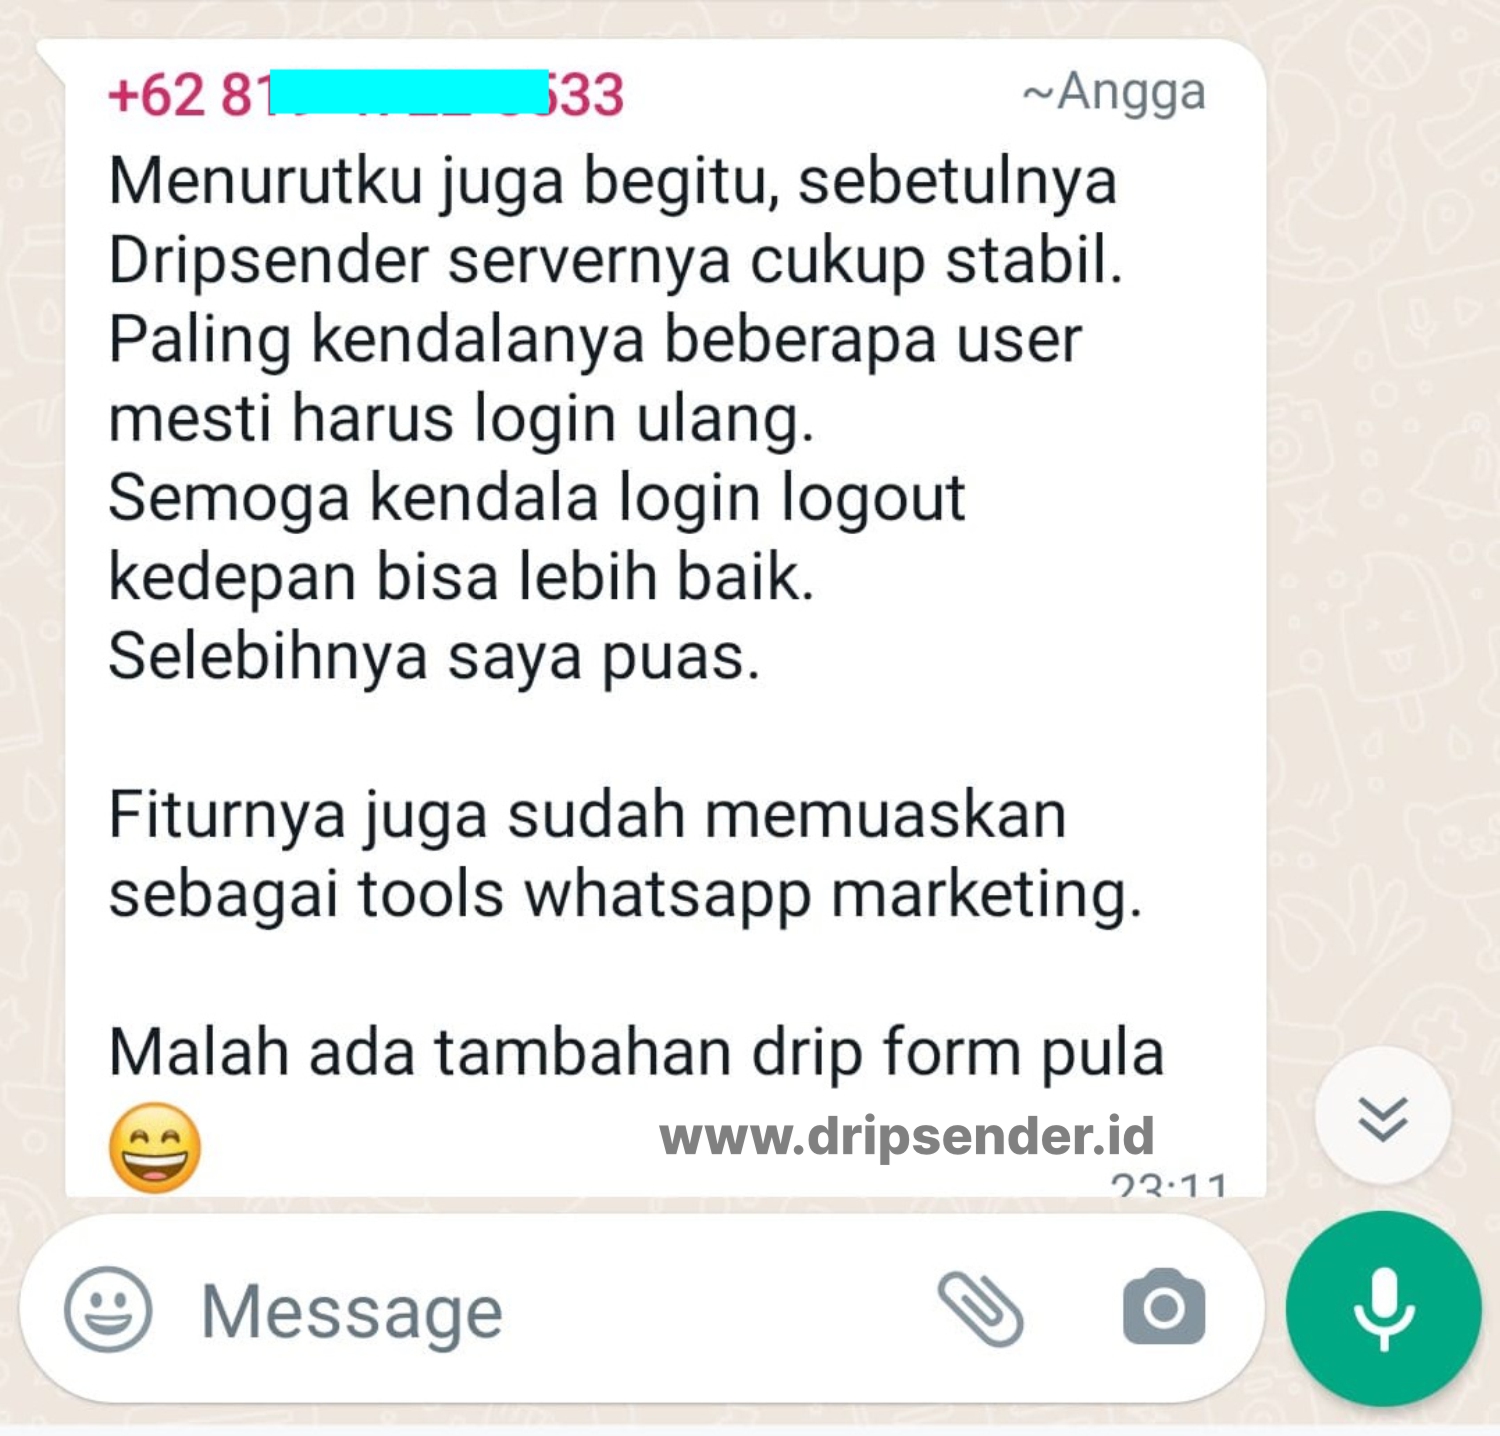 +62 81 533
~Angga
Menurutku juga begitu, sebetulnya
Dripsender servernya cukup stabil.
Paling kendalanya beberapa user
mesti harus login ulang.
Semoga kendala login logout
kedepan bisa lebih baik.
Selebihnya saya puas.
Fiturnya juga sudah memuaskan
sebagai tools whatsapp marketing.
Malah ada tambahan drip form pula
😄
www.dripsender.id
23:11
Message